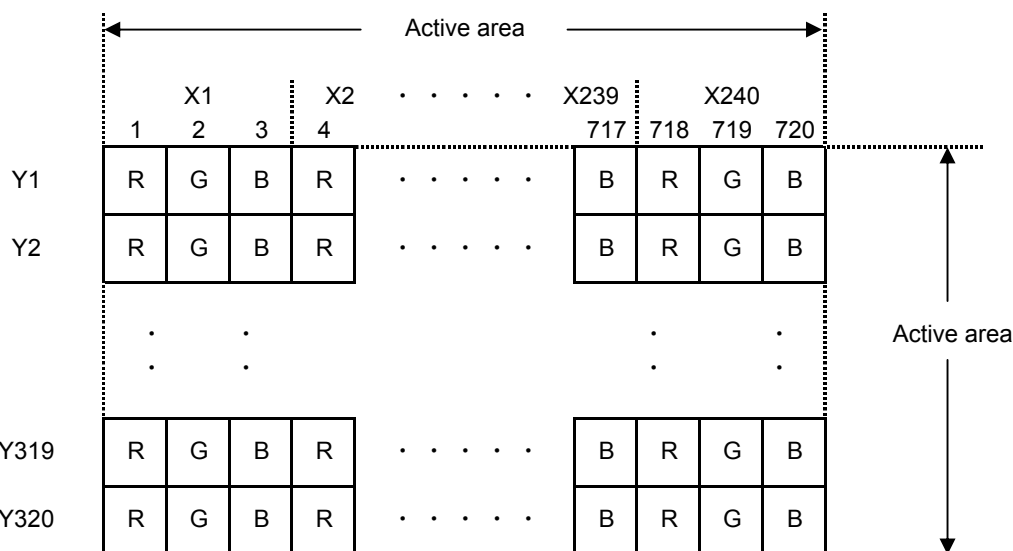 Active area
X1 X2 · · · · · X239 X240
1 2 3 4 717 718 719 720
Y1 R G B R · · · · · B R G B
Y2 R G B R · · · · · B R G B
· · · ·
· · · ·
Active area
Y319 R G B R · · · · · B R G B
Y320 R G B R · · · · · B R G B